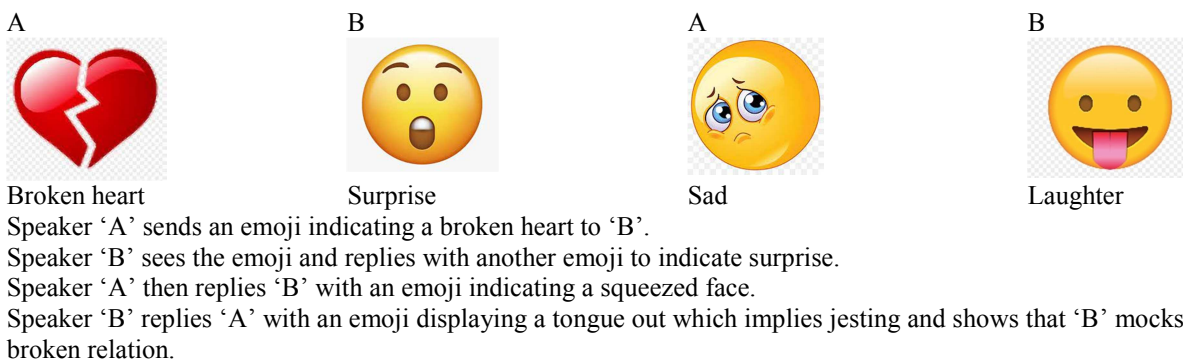 A B A B
Broken heart Surprise Sad Laughter
Speaker ‘A’ sends an emoji indicating a broken heart to ‘B’.
Speaker ‘B’ sees the emoji and replies with another emoji to indicate surprise.
Speaker ‘A’ then replies ‘B’ with an emoji indicating a squeezed face.
Speaker ‘B’ replies ‘A’ with an emoji displaying a tongue out which implies jesting and shows that ‘B’ mocks
broken relation.